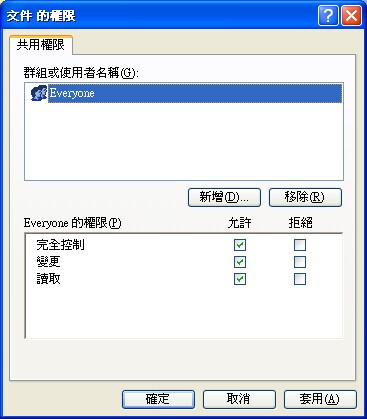 文件 的權限
共用權限
群組或使用者名稱(G):
Everyone
新增(D)... 移除(R)
Everyone 的權限(P) 允許 拒絕
完全控制
變更
讀取
確定 取消 套用(A)